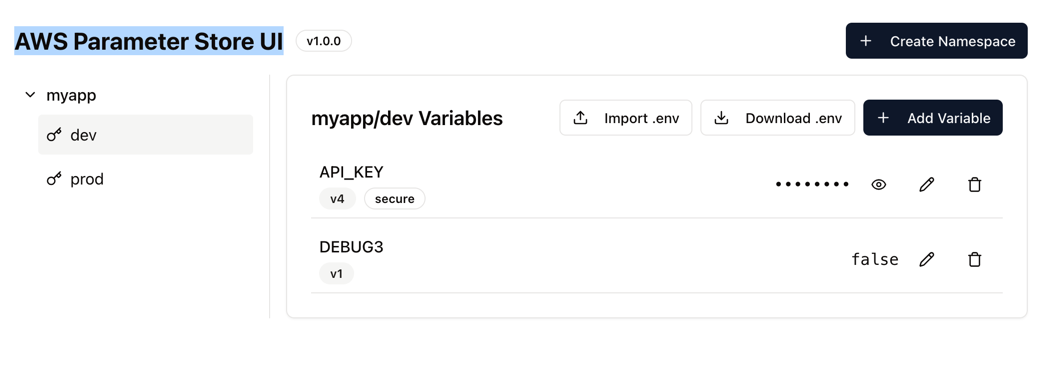 AWS Parameter Store UI v1.0.0 Create Namespace
myapp
dev
prod
myapp/dev Variables Import .env Download .env Add Variable
API_KEY ••••••••
v4 secure
DEBUG3 false
v1